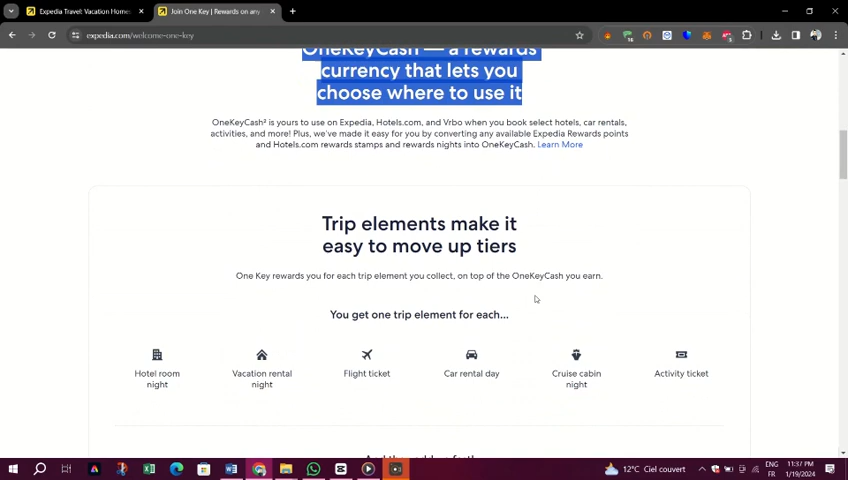 Expedia Travel: Vacation Home
Join One Key | Rewards on any
expedia.com/welcome-one-key
OneKeyCash — a rewards
currency that lets you
choose where to use it
OneKeyCash² is yours to use on Expedia, Hotels.com, and Vrbo when you book select hotels, car rentals,
activities, and more! Plus, we've made it easy for you by converting any available Expedia Rewards points
and Hotels.com rewards stamps and rewards nights into OneKeyCash. Learn More
Trip elements make it
easy to move up tiers
One Key rewards you for each trip element you collect, on top of the OneKeyCash you earn.
You get one trip element for each...
Hotel room
night
Vacation rental
night
Flight ticket
Car rental day
Cruise cabin
night
Activity ticket
12°C Ciel couvert
ENG
FR
11:37 PM
1/19/2024